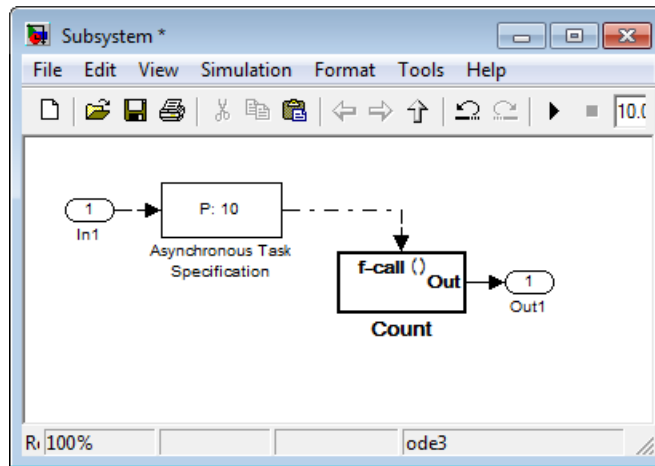 Subsystem *
File Edit View Simulation Format Tools Help
10.0
1
In1
P: 10
Asynchronous Task
Specification
f-call ()
Out
Count
1
Out1
100%
ode3